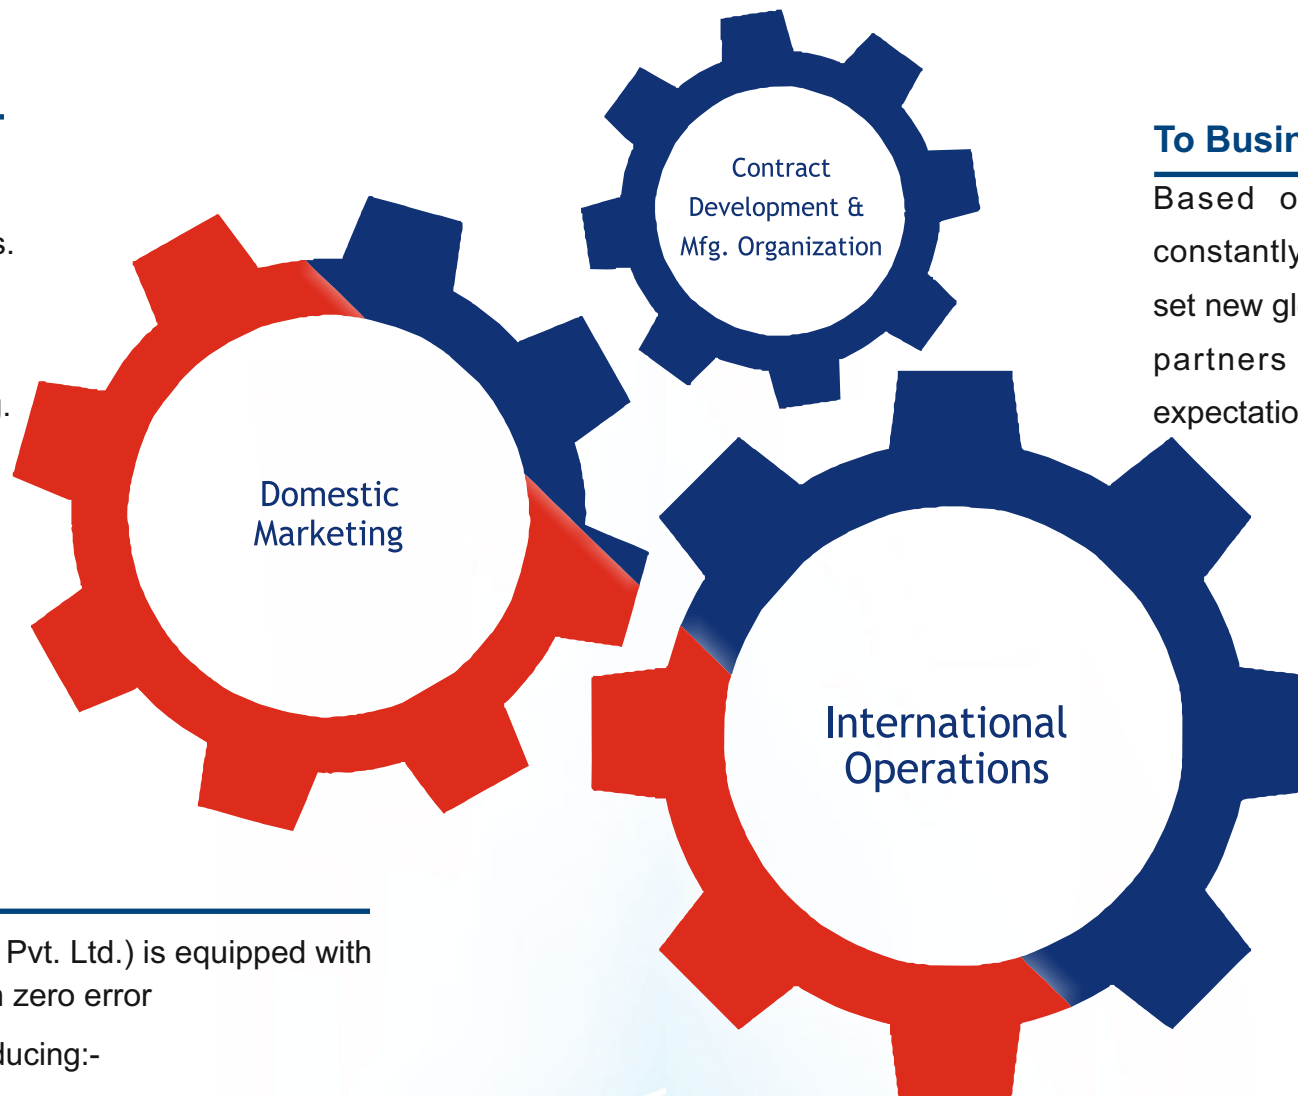 Contract
Development &
Mfg. Organization
To Busin
Based o
constantly
set new gl
partners
expectatio
s.
g.
Domestic
Marketing
International
Operations
Pvt. Ltd.) is equipped with
zero error
ducing:-